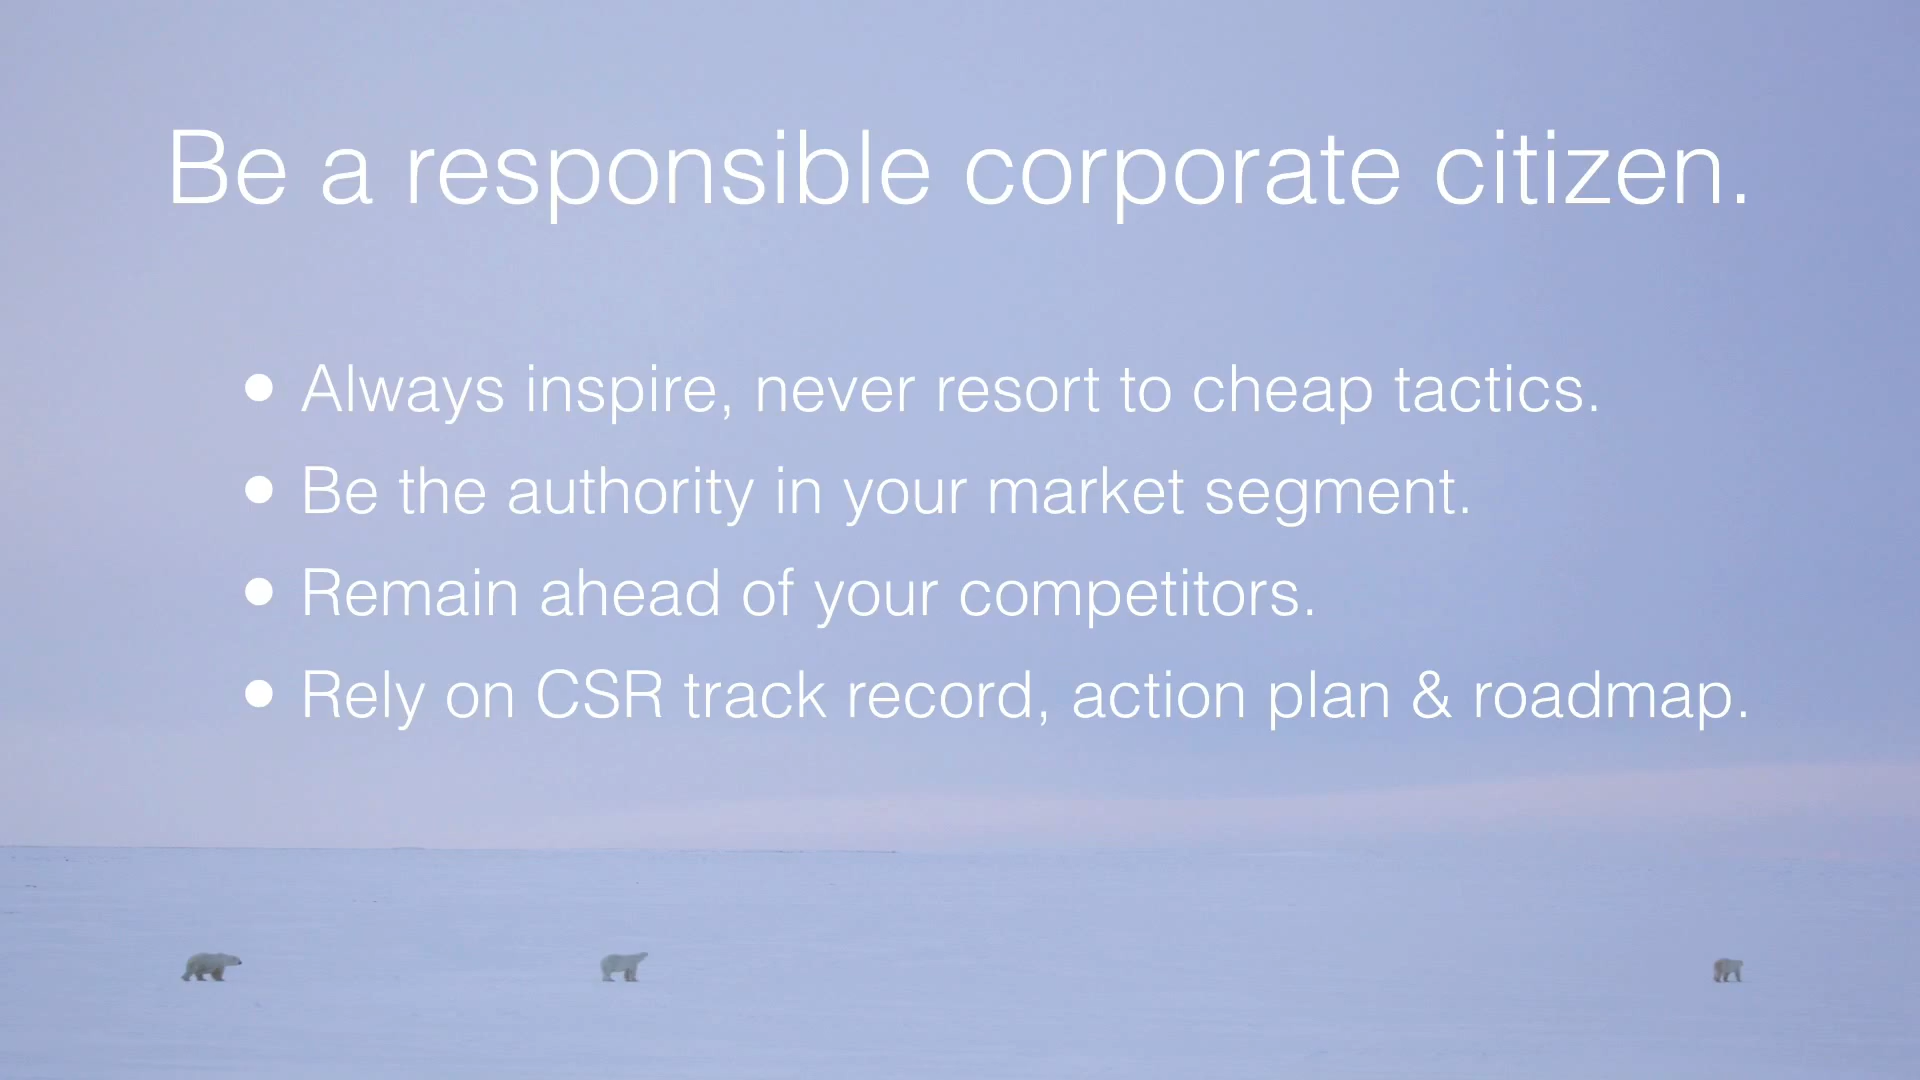 Be a responsible corporate citizen.
• Always inspire, never resort to cheap tactics.
• Be the authority in your market segment.
• Remain ahead of your competitors.
• Rely on CSR track record, action plan & roadmap.